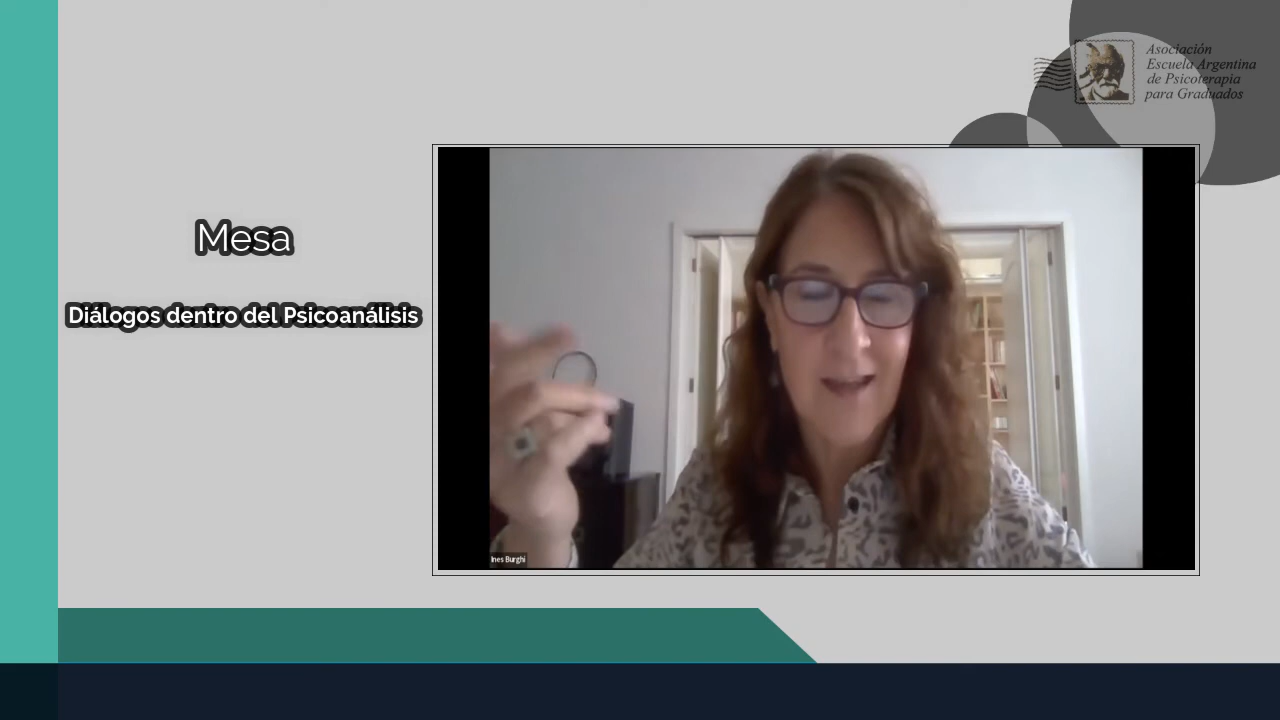 Asociación
Escuela Argentina
de Psicoterapia
para Graduados
Mesa
Diálogos dentro del Psicoanálisis
Ines Burghi